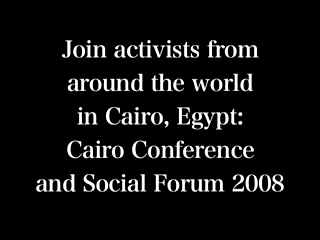 Join activists from
around the world
in Cairo, Egypt:
Cairo Conference
and Social Forum 2008